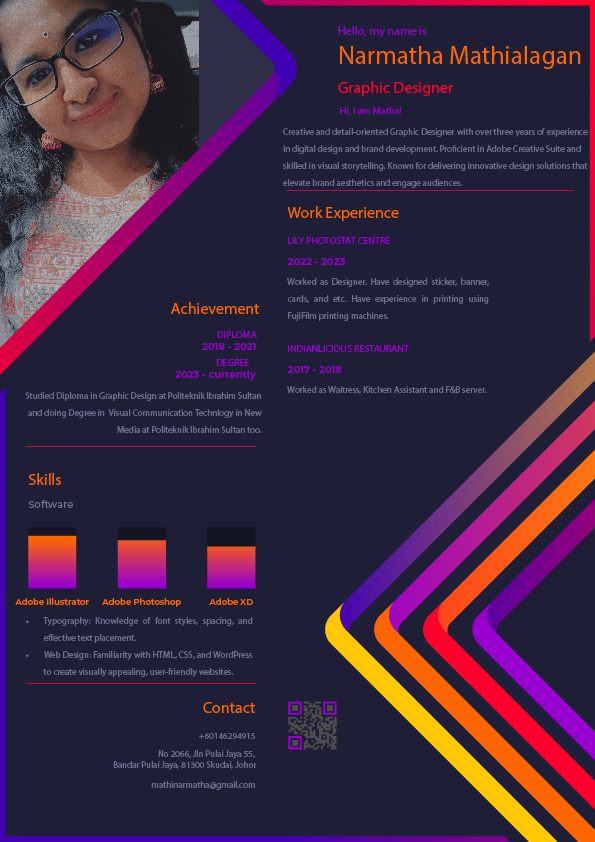 Hello, my name is
Narmatha Mathialagan
Graphic Designer
Hi, I am Matha!
Creative and detail-oriented Graphic Designer with over three years of experience
in digital design and brand development. Proficient in Adobe Creative Suite and
skilled in visual storytelling. Known for delivering innovative design solutions that
elevate brand aesthetics and engage audiences.
Work Experience
LILY PHOTOSTAT CENTRE
2022 - 2023
Worked as Designer. Have designed sticker, banner,
cards, and etc. Have experience in printing using
FujiFilm printing machines.
INDIANLICIOUS RESTAURANT
2017 - 2018
Worked as Waitress, Kitchen Assistant and F&B server.
Achievement
DIPLOMA
2018 - 2021
DEGREE
2023 - currently
Studied Diploma in Graphic Design at Politeknik Ibrahim Sultan
and doing Degree in Visual Communication Technlogy in New
Media at Politeknik Ibrahim Sultan too.
Skills
Software
Adobe Illustrator Adobe Photoshop Adobe XD
• Typography: Knowledge of font styles, spacing, and
effective text placement.
• Web Design: Familiarity with HTML, CSS, and WordPress
to create visually appealing, user-friendly websites.
Contact
+60146294915
No 2066, Jln Pulai Jaya 55,
Bandar Pulai Jaya, 81300 Skudai, Johor
mathinarmatha@gmail.com